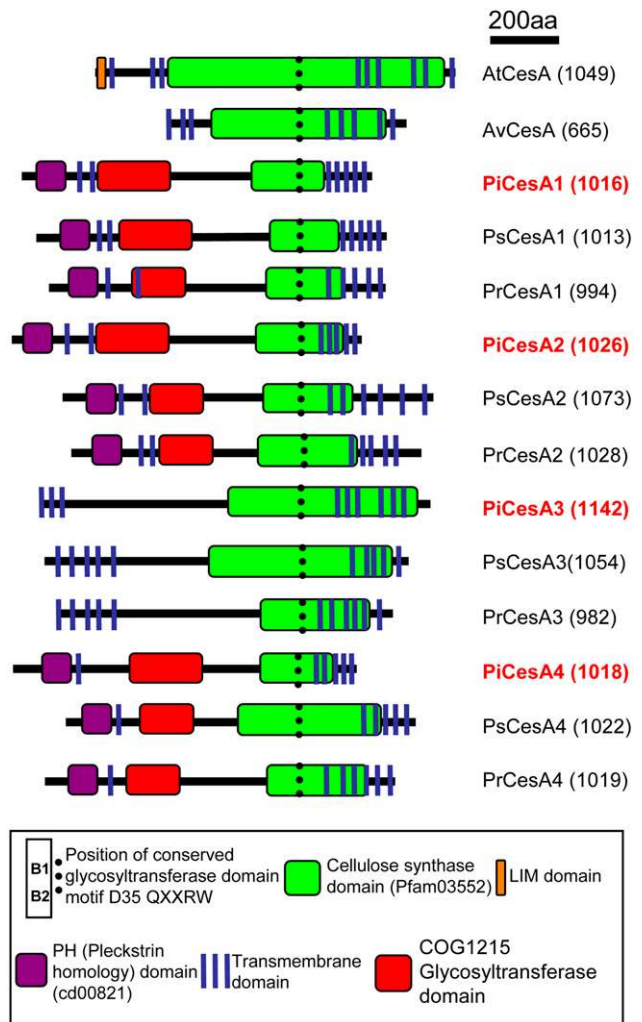 200aa
AtCesA (1049)
AvCesA (665)
PiCesA1 (1016)
PsCesA1 (1013)
PrCesA1 (994)
PiCesA2 (1026)
PsCesA2 (1073)
PrCesA2 (1028)
PiCesA3 (1142)
PsCesA3(1054)
PrCesA3 (982)
PiCesA4 (1018)
PsCesA4 (1022)
PrCesA4 (1019)
B1
B2
Position of conserved
glycosyltransferase domain
motif D35 QXXRW
Cellulose synthase
domain (Pfam03552)
LIM domain
PH (Pleckstrin
homology) domain
(cd00821)
Transmembrane
domain
COG1215
Glycosyltransferase
domain